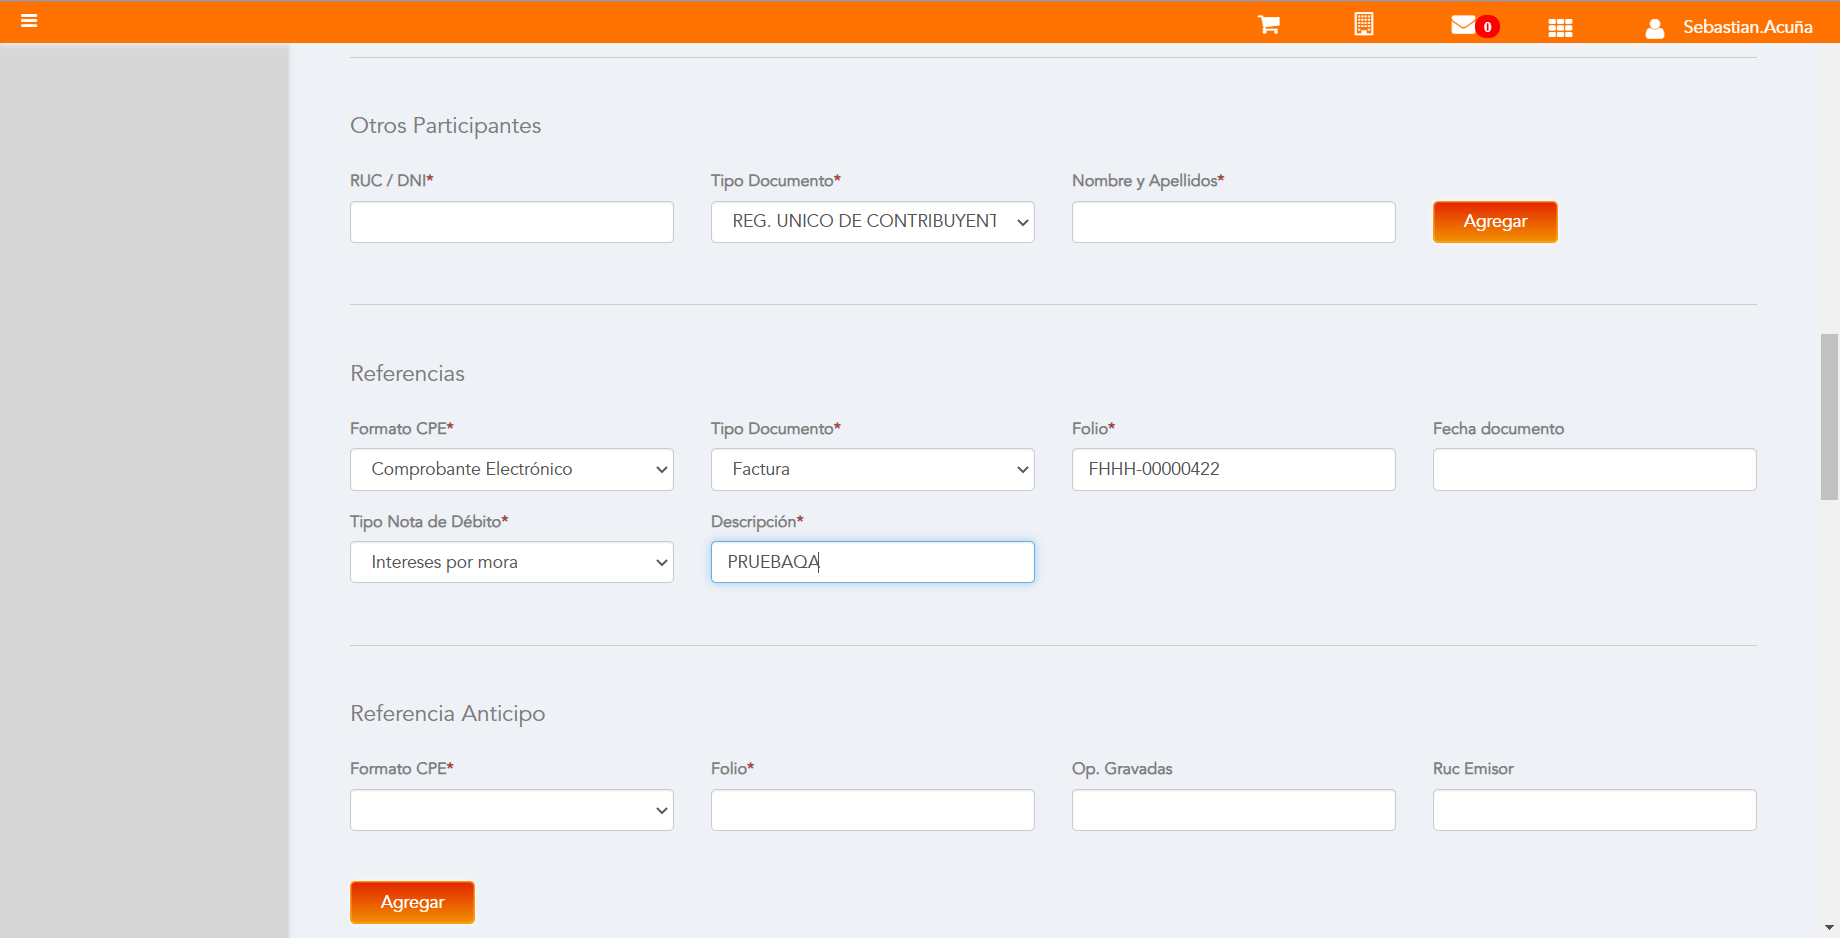 0
Sebastian.Acuña
Otros Participantes
RUC / DNI*
Tipo Documento*
Nombre y Apellidos*
REG. UNICO DE CONTRIBUYENT
Agregar
Referencias
Formato CPE*
Tipo Documento*
Folio*
Fecha documento
Comprobante Electrónico
Factura
FHHH-00000422
Tipo Nota de Débito*
Descripción*
Intereses por mora
PRUEBAQA
Referencia Anticipo
Formato CPE*
Folio*
Op. Gravadas
Ruc Emisor
Agregar